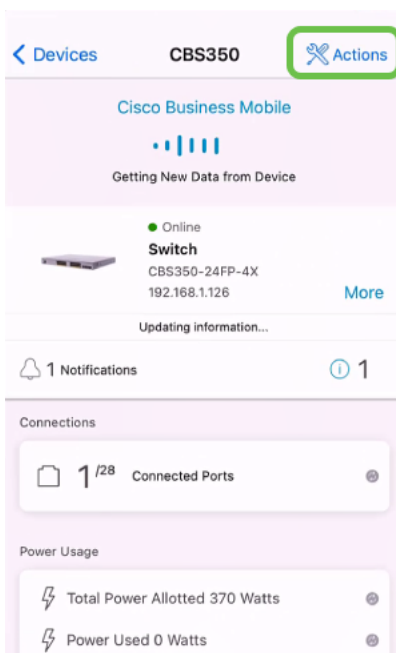 Devices
CBS350
Actions
Cisco Business Mobile
Getting New Data from Device
Online
Switch
CBS350-24FP-4X
192.168.1.126
More
Updating information...
1 Notifications
1
Connections
1/28 Connected Ports
Power Usage
Total Power Allotted 370 Watts
Power Used 0 Watts